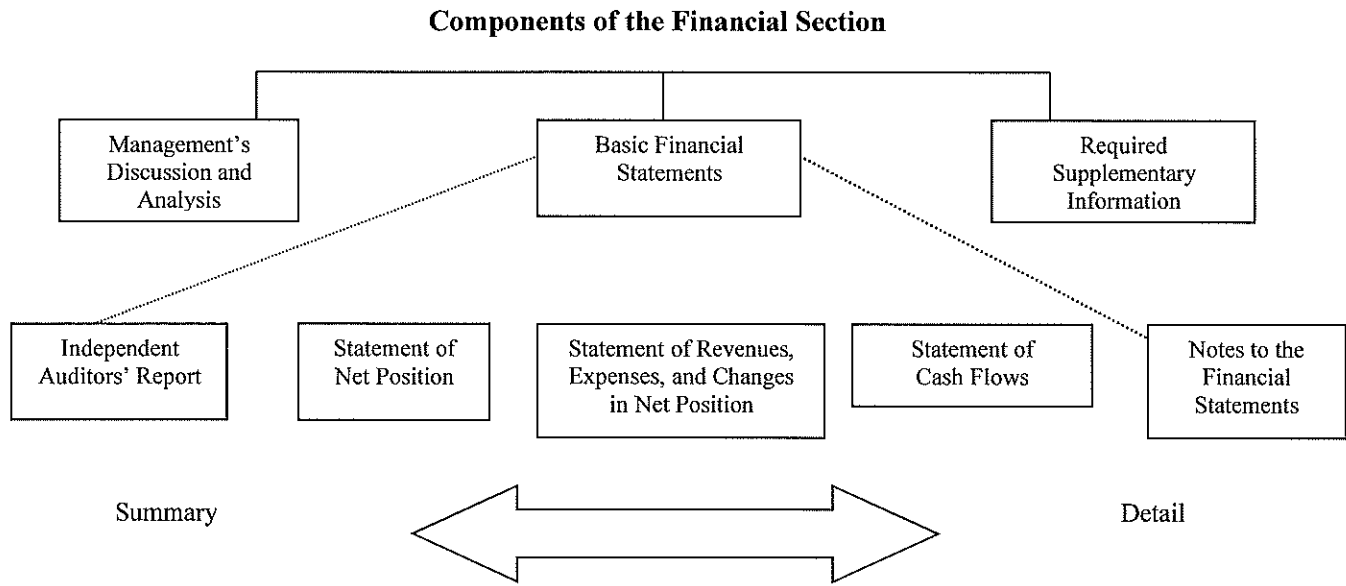 Components of the Financial Section
Management's
Discussion and
Analysis
Basic Financial
Statements
Required
Supplementary
Information
Independent
Auditors' Report
Statement of
Net Position
Statement of Revenues,
Expenses, and Changes
in Net Position
Statement of
Cash Flows
Notes to the
Financial
Statements
Summary
Detail